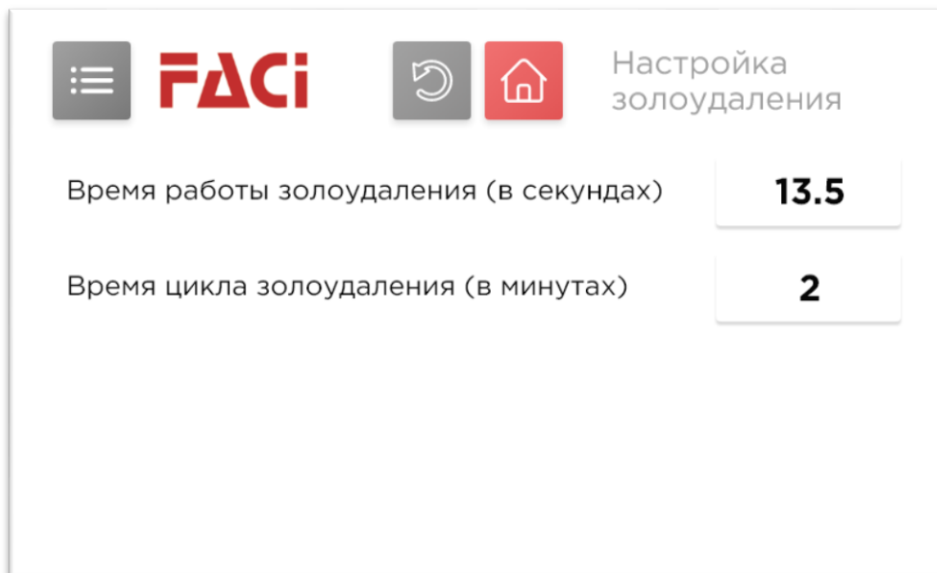 FACi
Настройка
золоудаления
Время работы золоудаления (в секундах)
13.5
Время цикла золоудаления (в минутах)
2